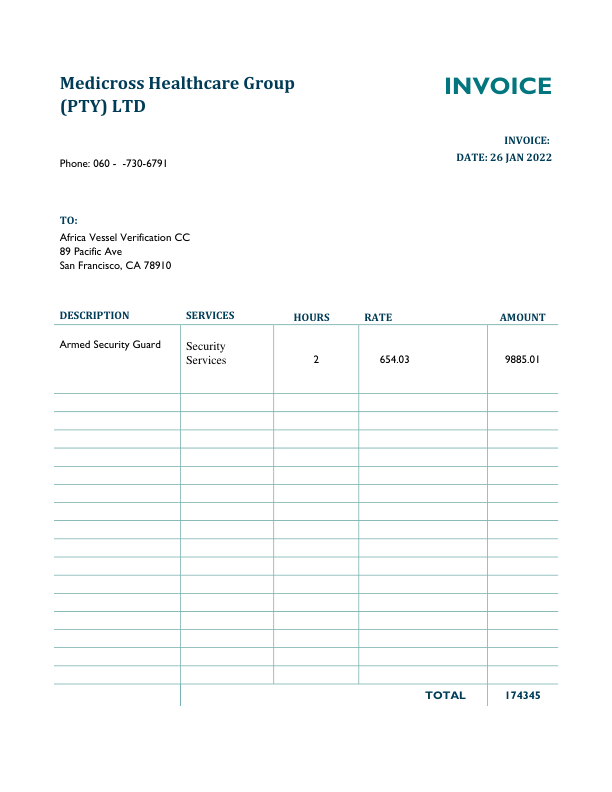 Medicross Healthcare Group
(PTY) LTD
INVOICE
INVOICE:
DATE: 26 JAN 2022
Phone: 060 -  -730-6791
TO:
Africa Vessel Verification CC
89 Pacific Ave
San Francisco, CA 78910
DESCRIPTION SERVICES HOURS RATE AMOUNT
Armed Security Guard Security
Services 2 654.03 9885.01
TOTAL 174345